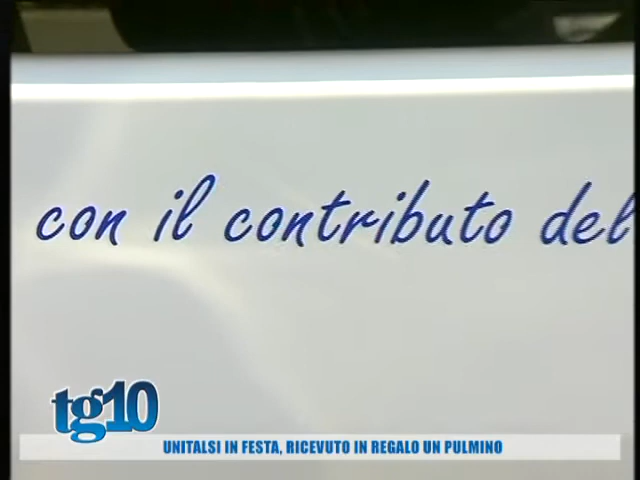 con il contributo del
tg10
UNITALSI IN FESTA, RICEVUTO IN REGALO UN PULMINO